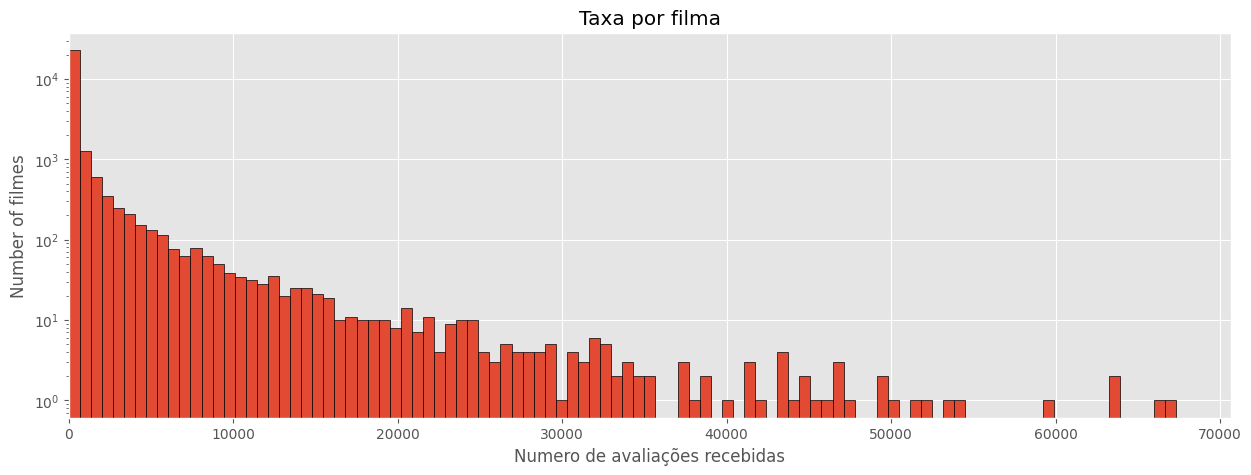 Taxa por filma
Number of filmes
10⁴
10³
10²
10¹
10⁰
0 10000 20000 30000 40000 50000 60000 70000
Numero de avaliações recebidas